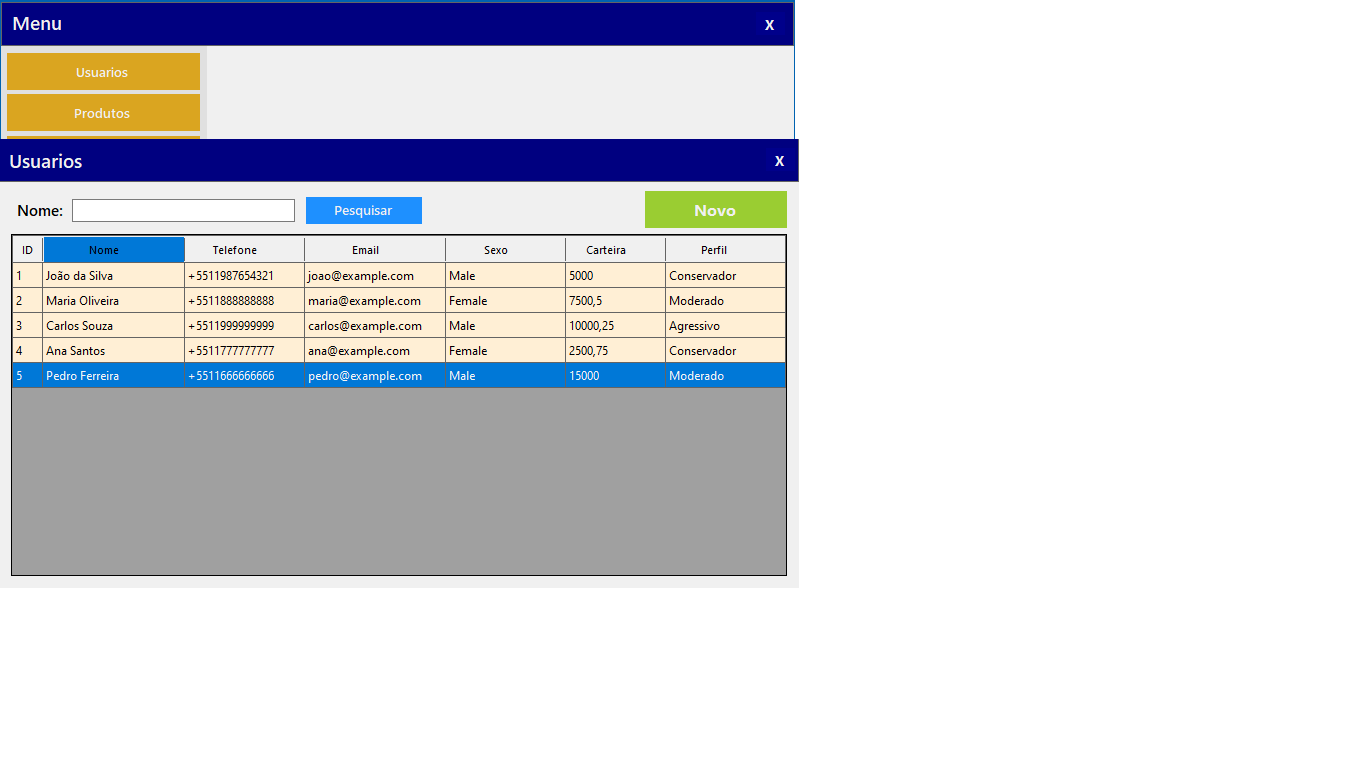 Menu X
Usuarios
Produtos
Usuarios X
Nome: Pesquisar Novo
ID Nome Telefone Email Sexo Carteira Perfil
1 João da Silva +5511987654321 joao@example.com Male 5000 Conservador
2 Maria Oliveira +5511888888888 maria@example.com Female 7500,5 Moderado
3 Carlos Souza +5511999999999 carlos@example.com Male 10000,25 Agressivo
4 Ana Santos +5511777777777 ana@example.com Female 2500,75 Conservador
5 Pedro Ferreira +5511666666666 pedro@example.com Male 15000 Moderado